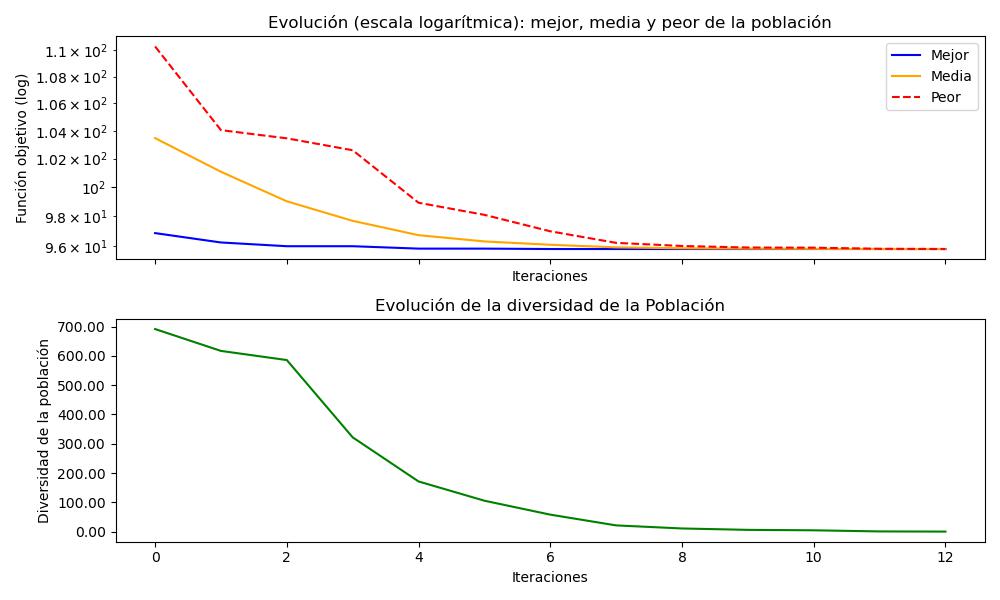 Evolución (escala logarítmica): mejor, media y peor de la población
Función objetivo (log)
1.1 × 10²
1.08 × 10²
1.06 × 10²
1.04 × 10²
1.02 × 10²
10²
9.8 × 10¹
9.6 × 10¹
Mejor
Media
Peor
Iteraciones
Evolución de la diversidad de la Población
Diversidad de la población
700.00
600.00
500.00
400.00
300.00
200.00
100.00
0.00
0 2 4 6 8 10 12
Iteraciones